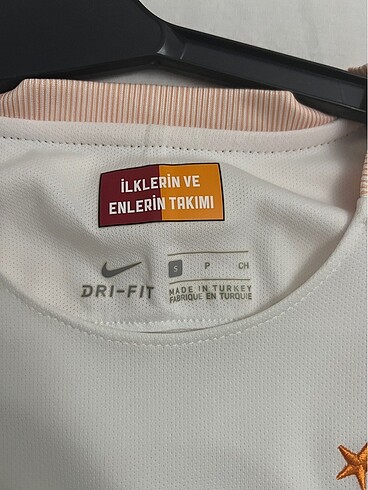 İLKLERİN VE
ENLERİN TAKIMI
S P CH
DRI-FIT
MADE IN TURKEY
FABRIQUE EN TURQUIE